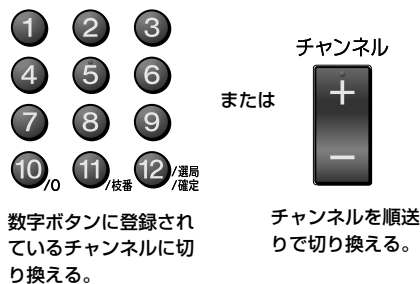 1 2 3
4 5 6
7 8 9
10/0 11/枝番 12/選局/確定
数字ボタンに登録され
ているチャンネルに切
り換える。
または
チャンネル
+
−
チャンネルを順送
りで切り換える。